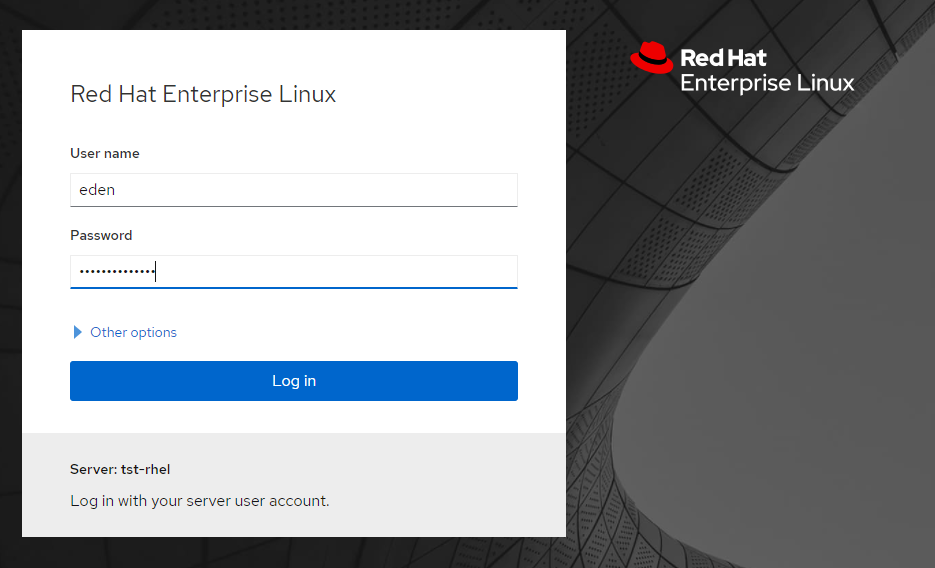 Red Hat Enterprise Linux
User name
eden
Password
••••••••••••••
Other options
Log in
Server: tst-rhel
Log in with your server user account.
Red Hat
Enterprise Linux